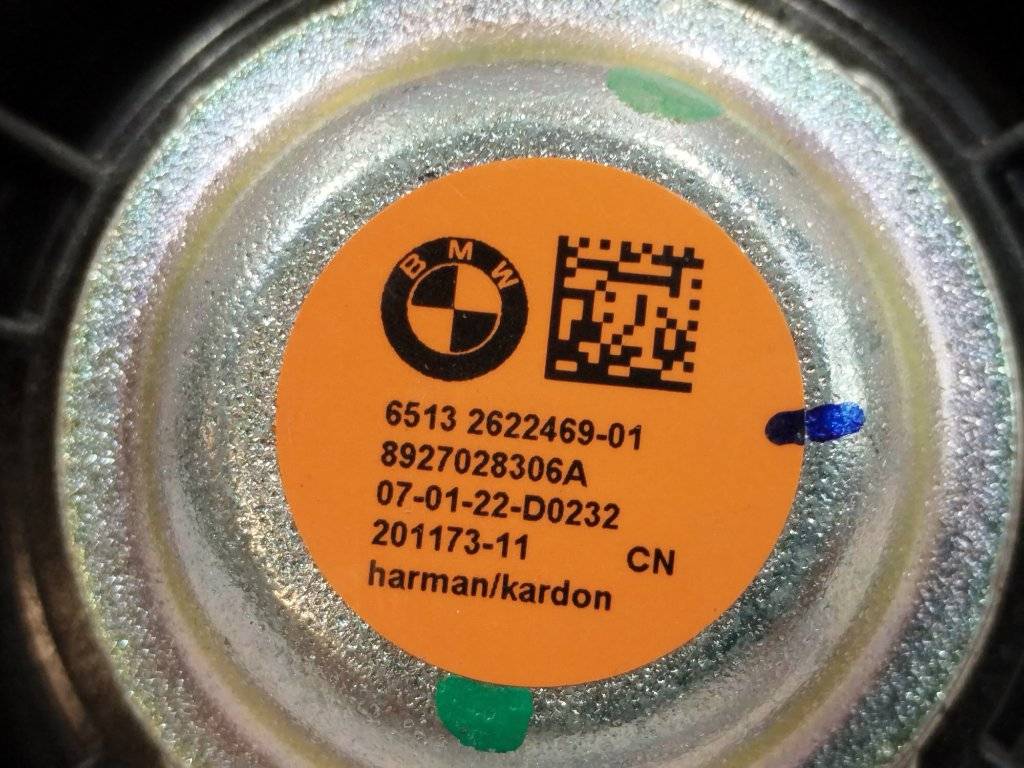 BMW
6513 2622469-01
8927028306A
07-01-22-D0232
201173-11 CN
harman/kardon